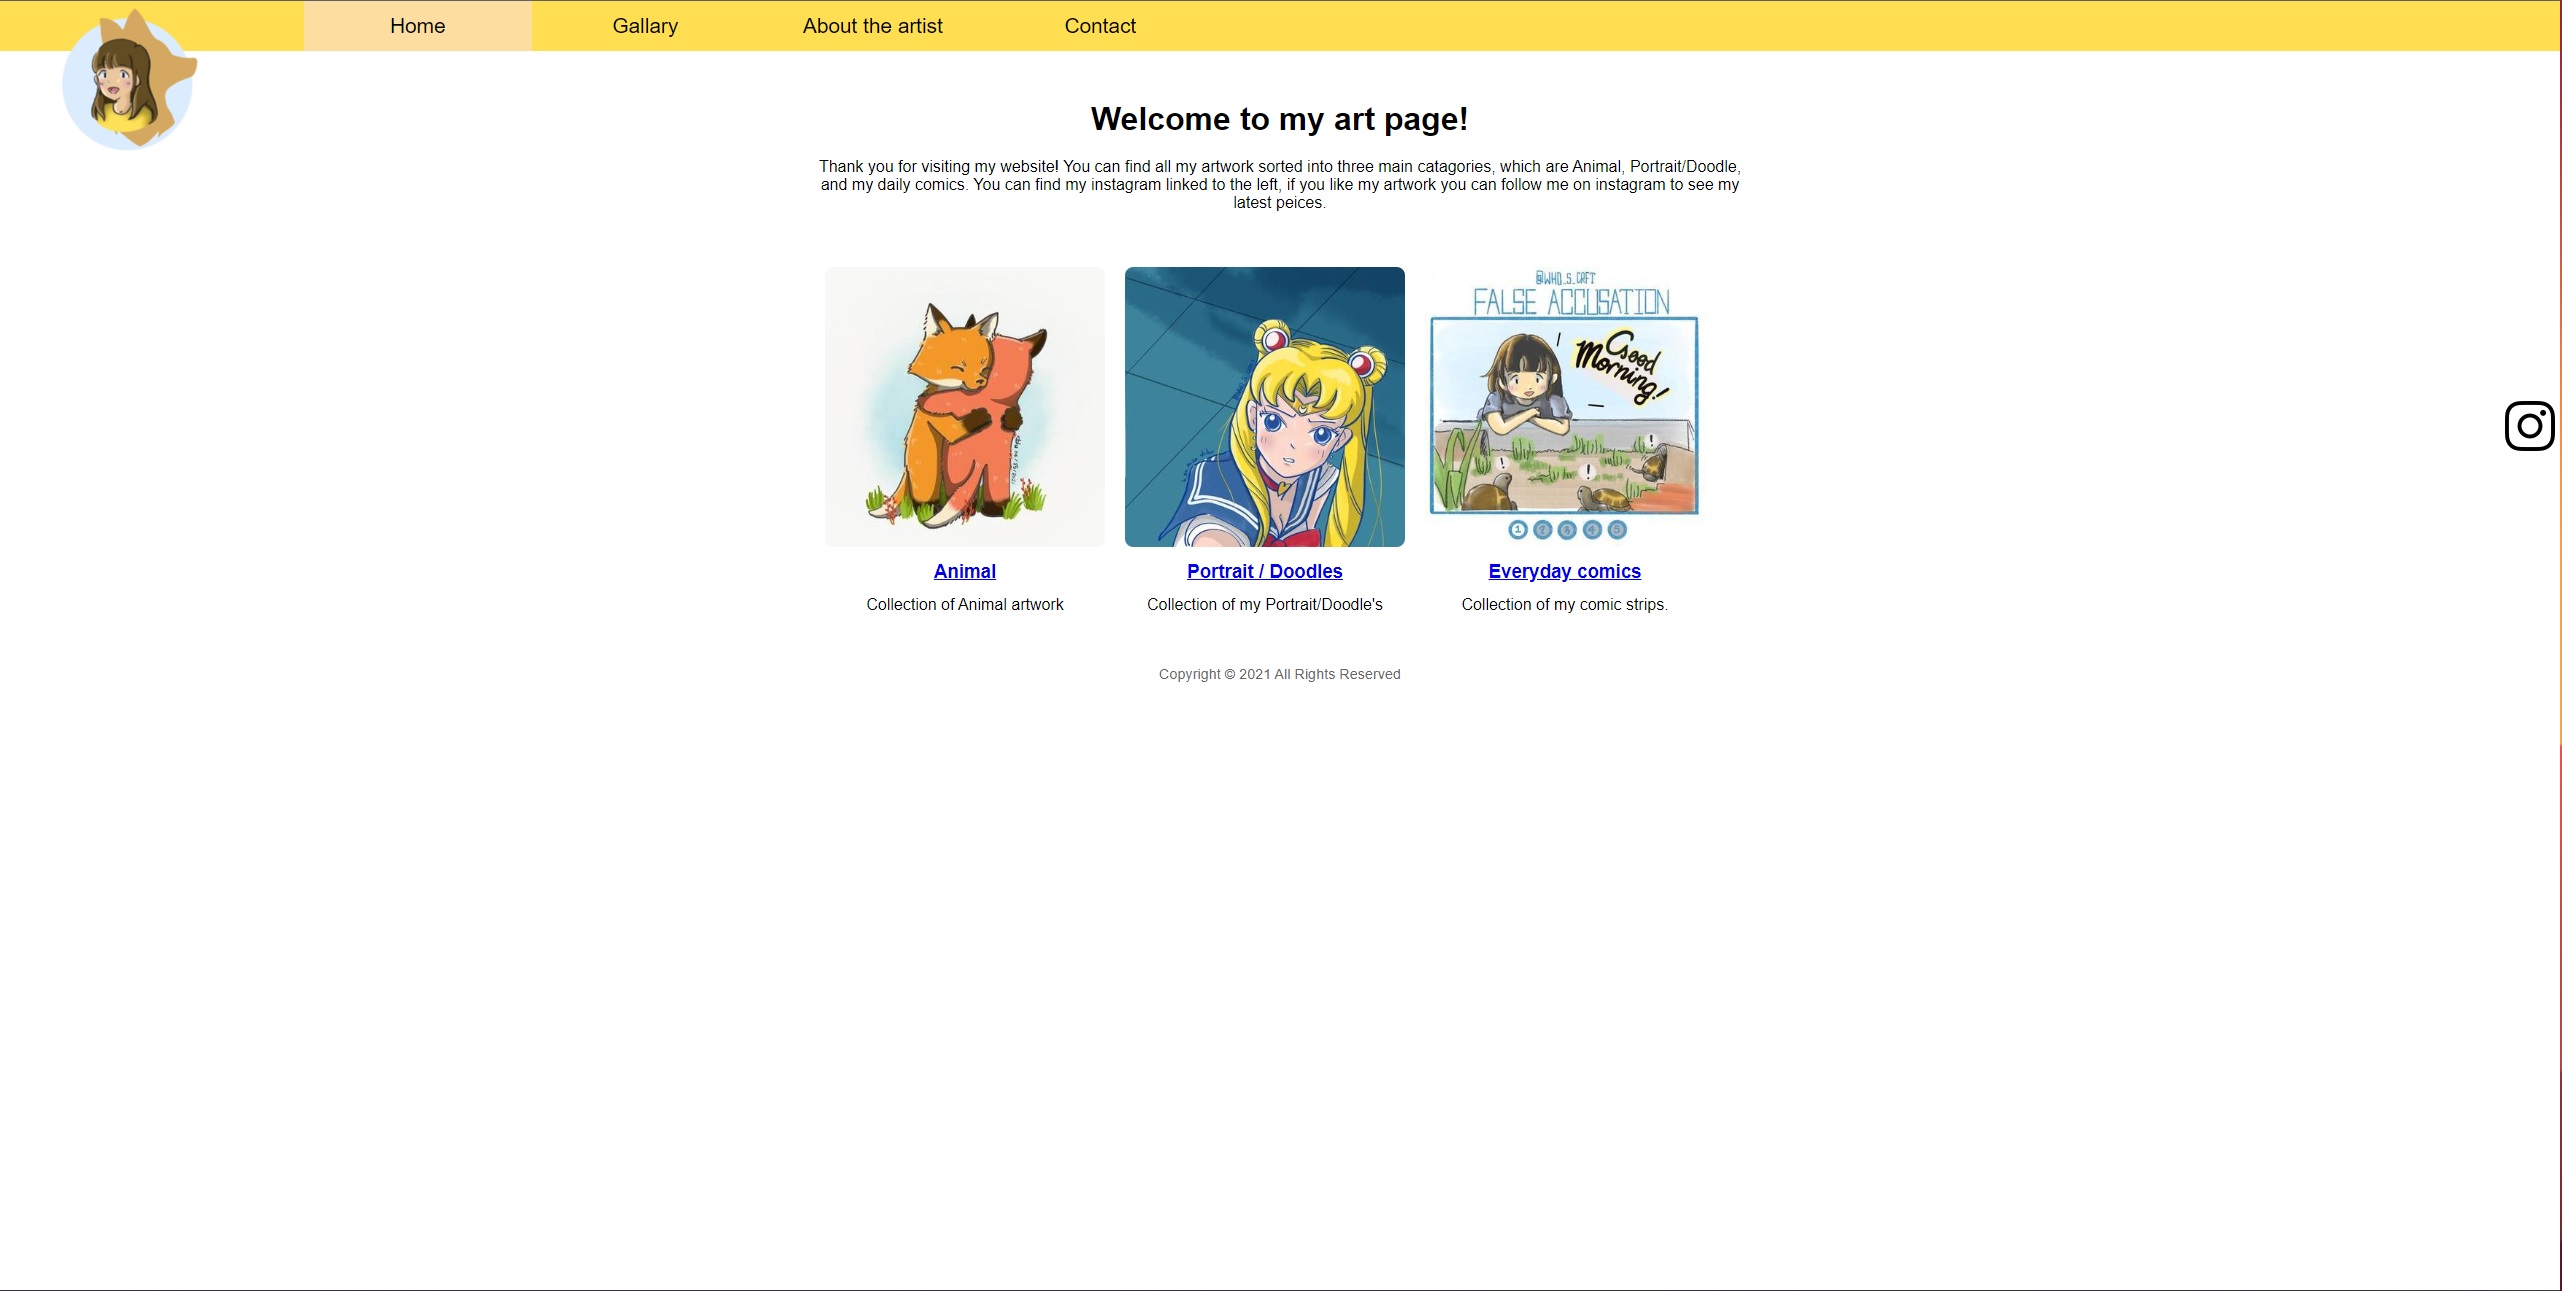 Home
Gallary
About the artist
Contact
Welcome to my art page!
Thank you for visiting my website! You can find all my artwork sorted into three main catagories, which are Animal, Portrait/Doodle,
and my daily comics. You can find my instagram linked to the left, if you like my artwork you can follow me on instagram to see my
latest peices.
@WHO_S_CRFT
FALSE ACCUSATION
Good
Morning!
!
!
!
1 2 3 4 5
Animal
Portrait / Doodles
Everyday comics
Collection of Animal artwork
Collection of my Portrait/Doodle's
Collection of my comic strips.
Copyright © 2021 All Rights Reserved